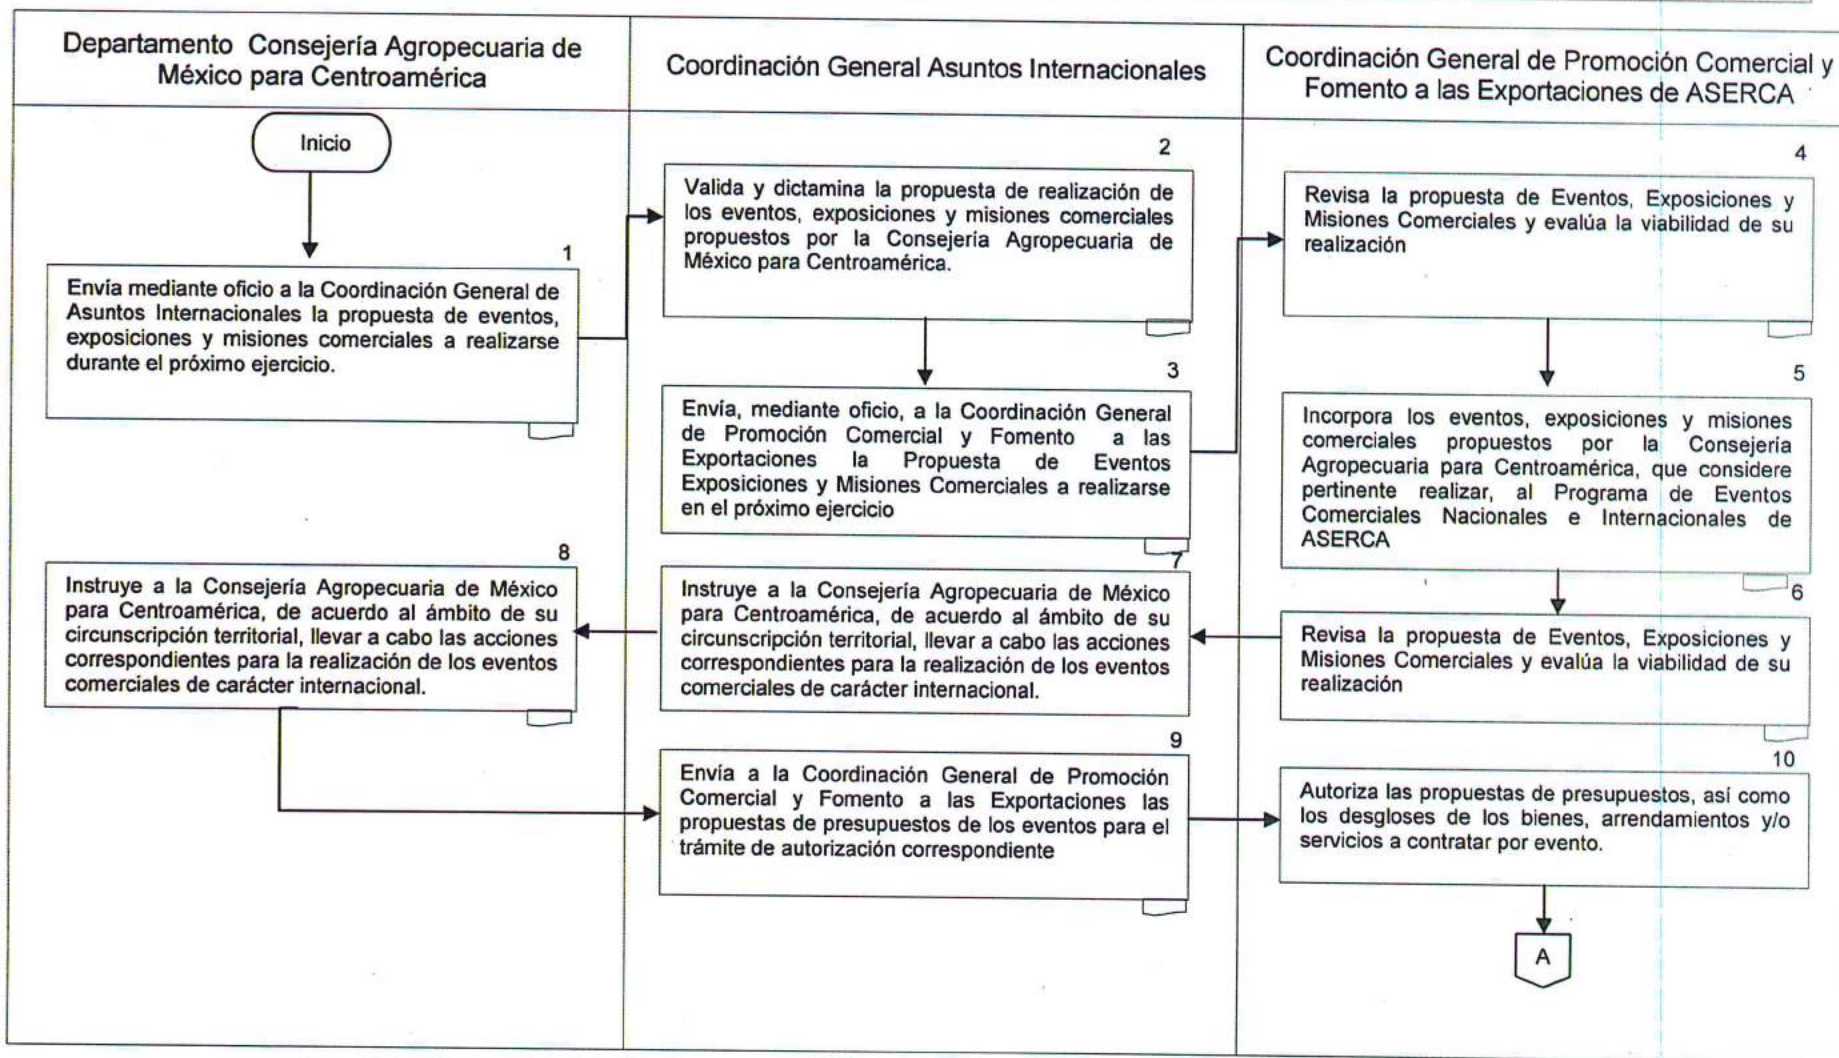 Departamento Consejería Agropecuaria de
México para Centroamérica
Coordinación General Asuntos Internacionales
Coordinación General de Promoción Comercial y
Fomento a las Exportaciones de ASERCA
Inicio
1
Envía mediante oficio a la Coordinación General de
Asuntos Internacionales la propuesta de eventos,
exposiciones y misiones comerciales a realizarse
durante el próximo ejercicio.
2
Valida y dictamina la propuesta de realización de
los eventos, exposiciones y misiones comerciales
propuestos por la Consejería Agropecuaria de
México para Centroamérica.
3
Envía, mediante oficio, a la Coordinación General
de Promoción Comercial y Fomento a las
Exportaciones la Propuesta de Eventos
Exposiciones y Misiones Comerciales a realizarse
en el próximo ejercicio
4
Revisa la propuesta de Eventos, Exposiciones y
Misiones Comerciales y evalúa la viabilidad de su
realización
5
Incorpora los eventos, exposiciones y misiones
comerciales propuestos por la Consejería
Agropecuaria para Centroamérica, que considere
pertinente realizar, al Programa de Eventos
Comerciales Nacionales e Internacionales de
ASERCA
6
Revisa la propuesta de Eventos, Exposiciones y
Misiones Comerciales y evalúa la viabilidad de su
realización
7
Instruye a la Consejería Agropecuaria de México
para Centroamérica, de acuerdo al ámbito de su
circunscripción territorial, llevar a cabo las acciones
correspondientes para la realización de los eventos
comerciales de carácter internacional.
8
Instruye a la Consejería Agropecuaria de México
para Centroamérica, de acuerdo al ámbito de su
circunscripción territorial, llevar a cabo las acciones
correspondientes para la realización de los eventos
comerciales de carácter internacional.
9
Envía a la Coordinación General de Promoción
Comercial y Fomento a las Exportaciones las
propuestas de presupuestos de los eventos para el
trámite de autorización correspondiente
10
Autoriza las propuestas de presupuestos, así como
los desgloses de los bienes, arrendamientos y/o
servicios a contratar por evento.
A